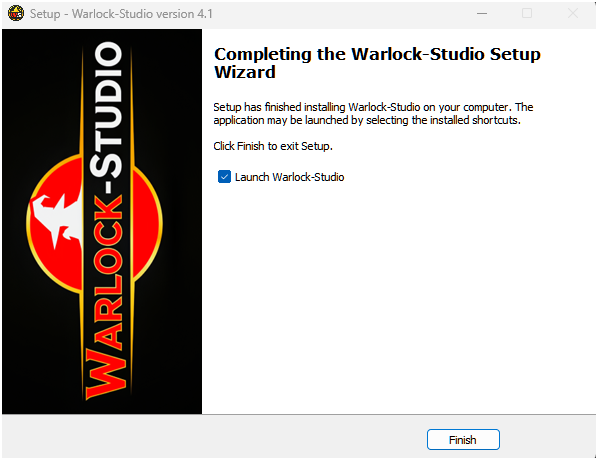 Setup - Warlock-Studio version 4.1
WARLOCK-STUDIO
Completing the Warlock-Studio Setup
Wizard
Setup has finished installing Warlock-Studio on your computer. The
application may be launched by selecting the installed shortcuts.
Click Finish to exit Setup.
Launch Warlock-Studio
Finish